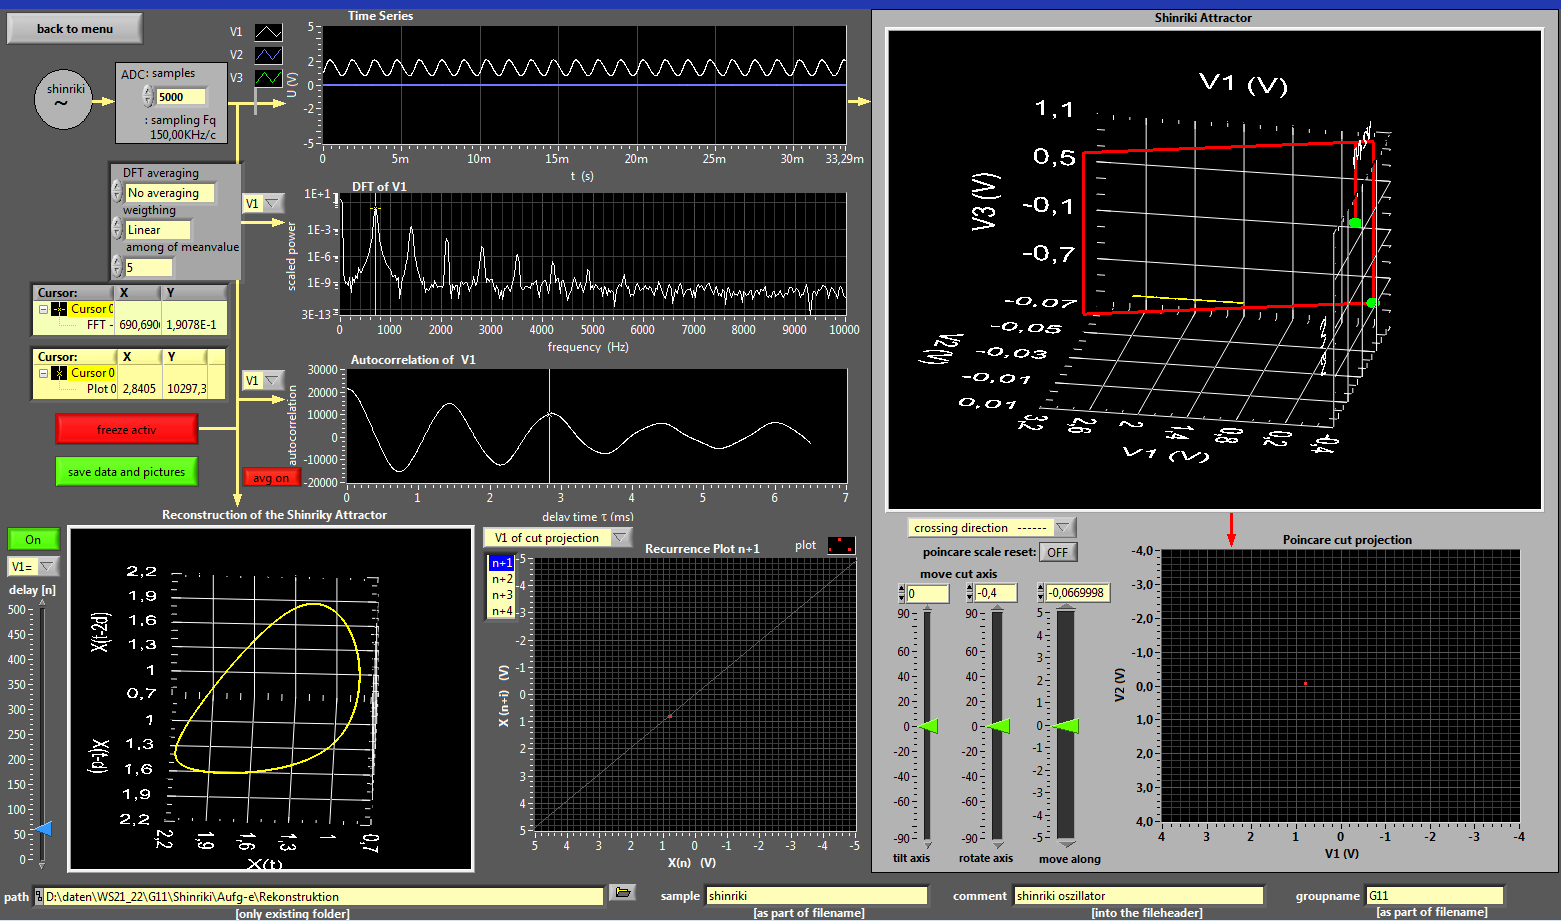 back to menu
shinriki
~
ADC: samples
5000
: sampling Fq
150,00KHz/c
V1
V2
V3
Time Series
U (V)
5
4
2
0
-2
-4
-5
0
5m
10m
15m
20m
25m
30m
33,29m
t (s)
DFT averaging
No averaging
weigthing
Linear
among of meanvalue
5
V1
DFT of V1
scaled power
1E+1
1E-3
1E-6
1E-9
3E-13
0
1000
2000
3000
4000
5000
6000
7000
8000
9000
10000
frequency (Hz)
Cursor: X Y
Cursor 0
FFT - 690,690 1,9078E-1
Cursor: X Y
Cursor 0
Plot 0 2,8405 10297,3
V1
Autocorrelation of V1
autocorrelation
30000
20000
10000
0
-10000
-20000
0
1
2
3
4
5
6
7
delay time τ (ms)
freeze activ
save data and pictures
avg on
Reconstruction of the Shinriky Attractor
On
V1=
delay [n]
500
450
400
350
300
250
200
150
100
50
0
X(t-2d)
2,2
1,9
1,6
1,3
1
0,7
X(t-d)
1
1,3
1,6
1,9
2,2
2,2
1,9
1,6
1,3
1
0,7
X(t)
V1 of cut projection
n+1
n+2
n+3
n+4
Recurrence Plot n+1
plot
X (n+i) (V)
-5
-4
-3
-2
-1
0
1
2
3
4
5
5
4
3
2
1
0
-1
-2
-3
-4
-5
X(n) (V)
Shinriki Attractor
V1 (V)
V3 (V)
1,1
0,5
-0,1
-0,7
V2(V)
-0,07
-0,05
-0,03
-0,01
0,01
3,2
2,6
2
1,4
0,8
0,2
-0,4
V1 (V)
crossing direction ------
poincare scale reset: OFF
move cut axis
0
-0,4
-0,0669998
90
60
40
20
0
-20
-40
-60
-90
tilt axis
90
60
40
20
0
-20
-40
-60
-90
rotate axis
5
4
3
2
1
0
-1
-2
-3
-4
-5
move along
Poincare cut projection
V2 (V)
-4,0
-3,0
-2,0
-1,0
0,0
1,0
2,0
3,0
4,0
4
3
2
1
0
-1
-2
-3
-4
V1 (V)
path D:\daten\WS21_22\G11\Shinriki\Aufg-e\Rekonstruktion
[only existing folder]
sample shinriki
[as part of filename]
comment shinriki oszillator
[into the fileheader]
groupname G11
[as part of filename]